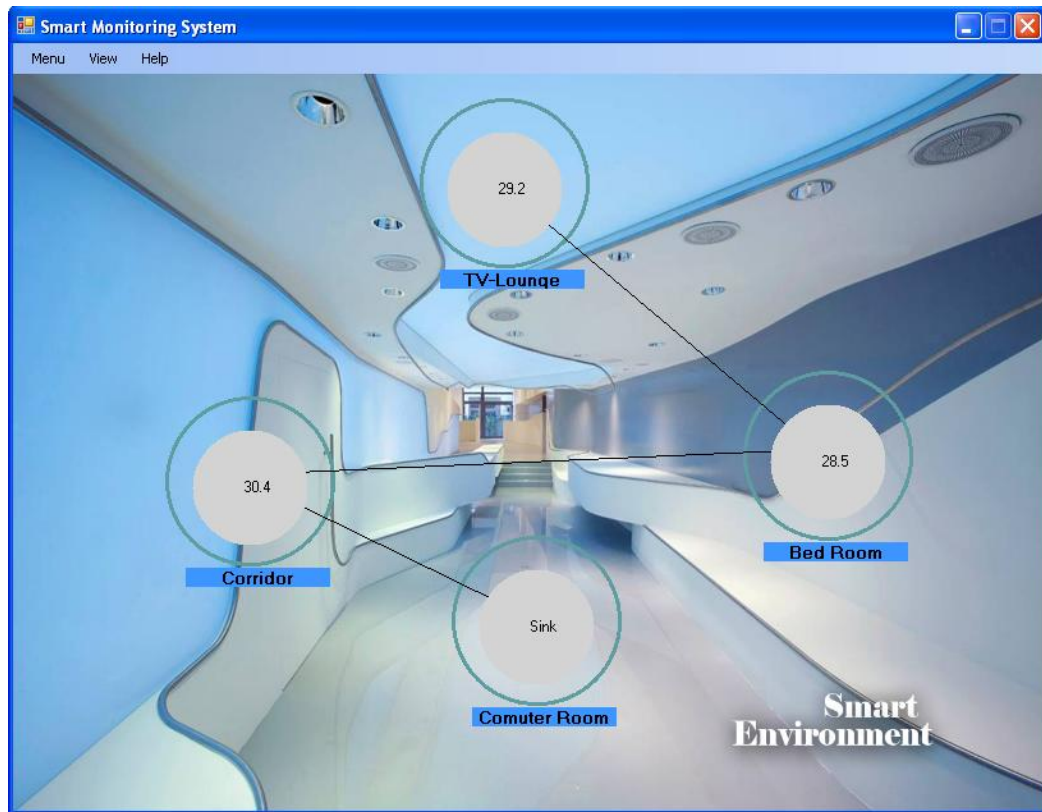 Smart Monitoring System
Menu View Help
29.2
TV-Lounge
30.4
28.5
Corridor
Bed Room
Sink
Comuter Room
Smart
Environment